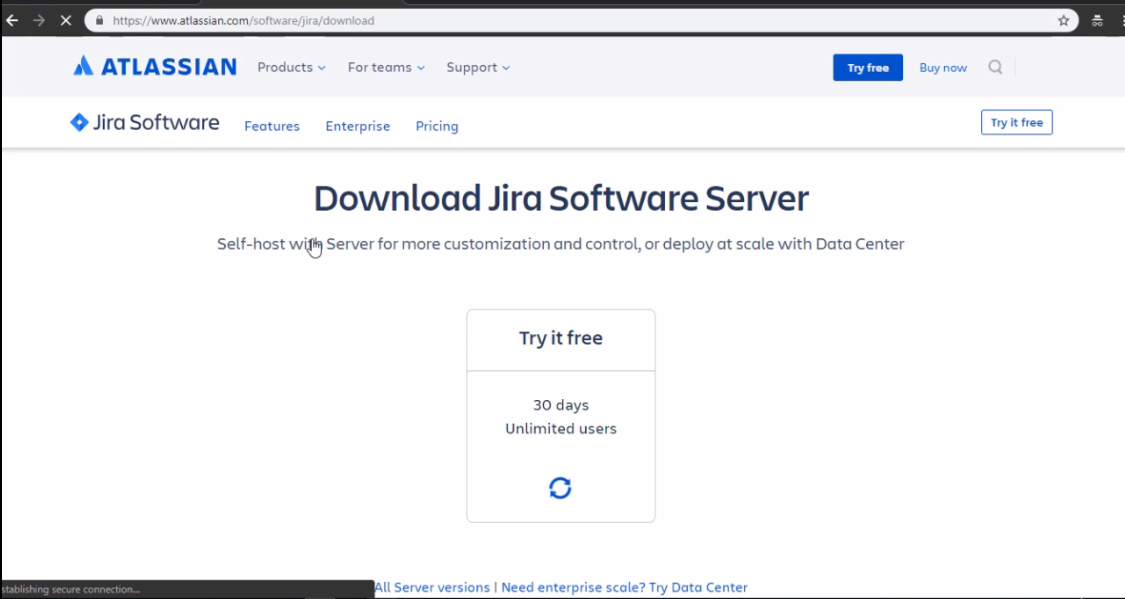 https://www.atlassian.com/software/jira/download
ATLASSIAN Products For teams Support Try free Buy now
Jira Software Features Enterprise Pricing Try it free
Download Jira Software Server
Self-host with Server for more customization and control, or deploy at scale with Data Center
Try it free
30 days
Unlimited users
stablishing secure connection... All Server versions | Need enterprise scale? Try Data Center